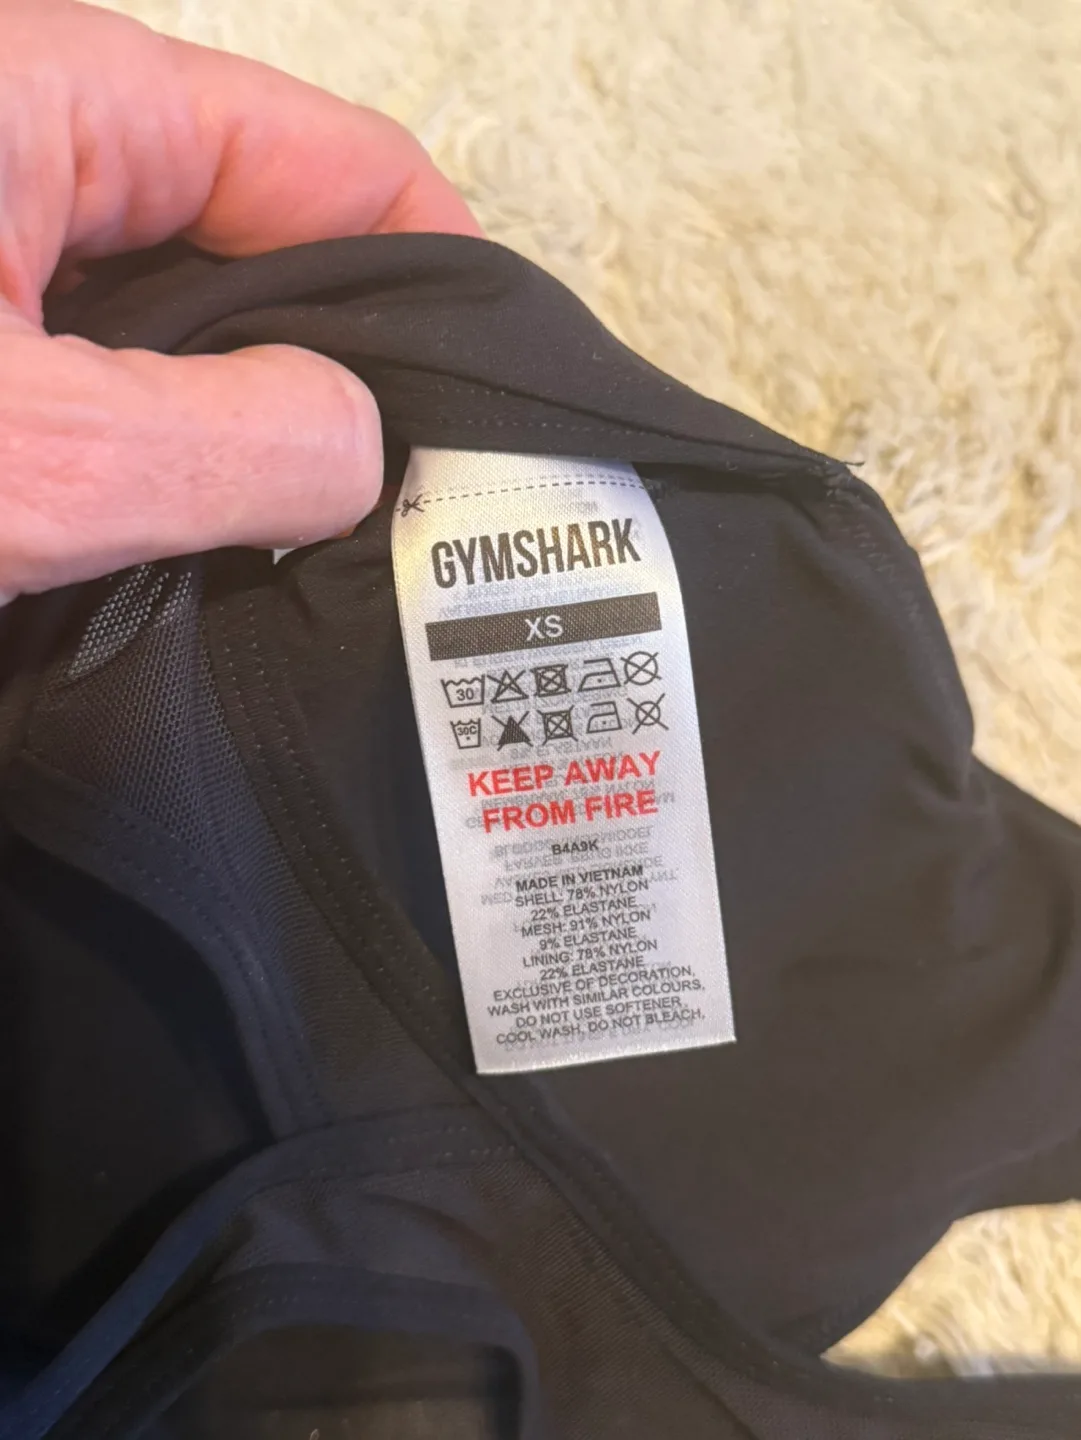 GYMSHARK
XS
30
30C
KEEP AWAY
FROM FIRE
B4A9K
MADE IN VIETNAM
SHELL: 78% NYLON
22% ELASTANE
MESH: 91% NYLON
9% ELASTANE
LINING: 78% NYLON
22% ELASTANE
EXCLUSIVE OF DECORATION,
WASH WITH SIMILAR COLOURS,
DO NOT USE SOFTENER
COOL WASH, DO NOT BLEACH,